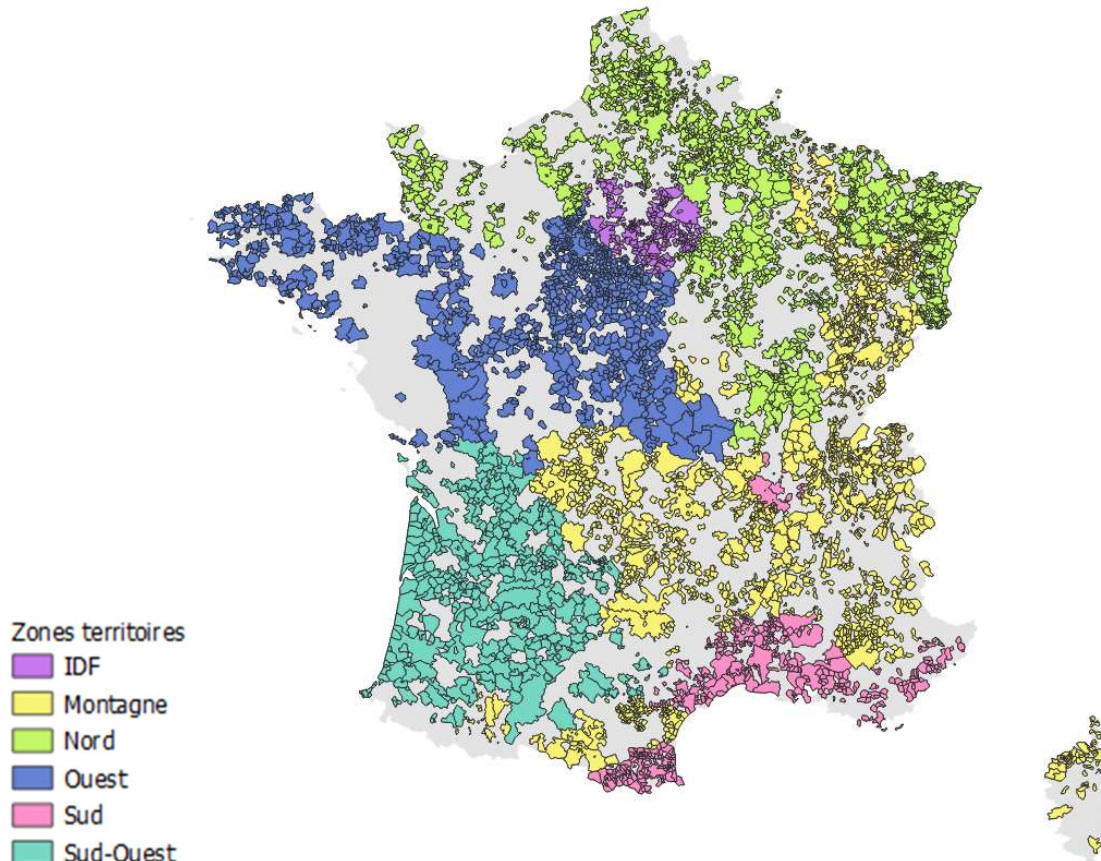 Zones territoires
IDF
Montagne
Nord
Ouest
Sud
Sud-Ouest